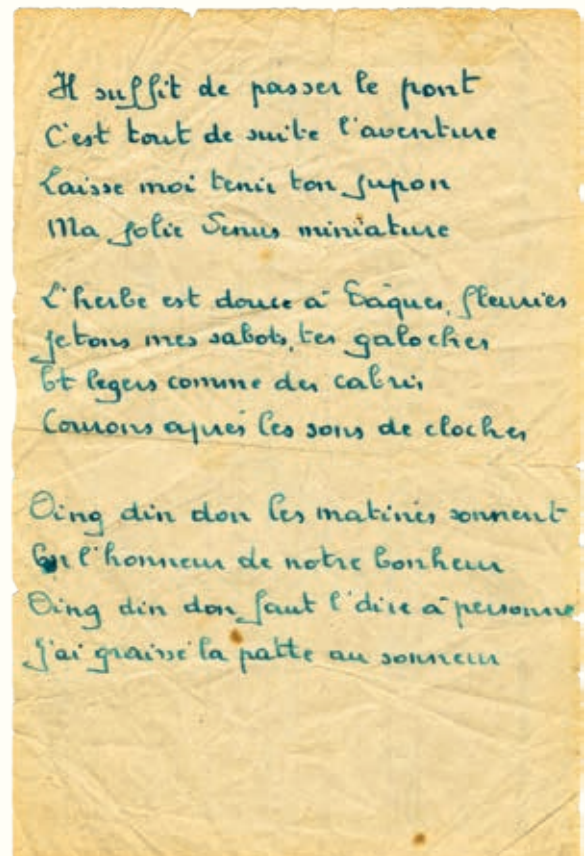 Il suffit de passer le pont
C'est tout de suite l'aventure
Laisse moi tenir ton jupon
Ma jolie Venus miniature
L'herbe est douce à Pâques fleuries
Jetons mes sabots, tes galoches
Et legers comme des cabris
Courons après les sons de cloches
Ding din don les matines sonnent
En l'honneur de notre bonheur
Ding din don faut l'dire à personne
J'ai graissé la patte au sonneur